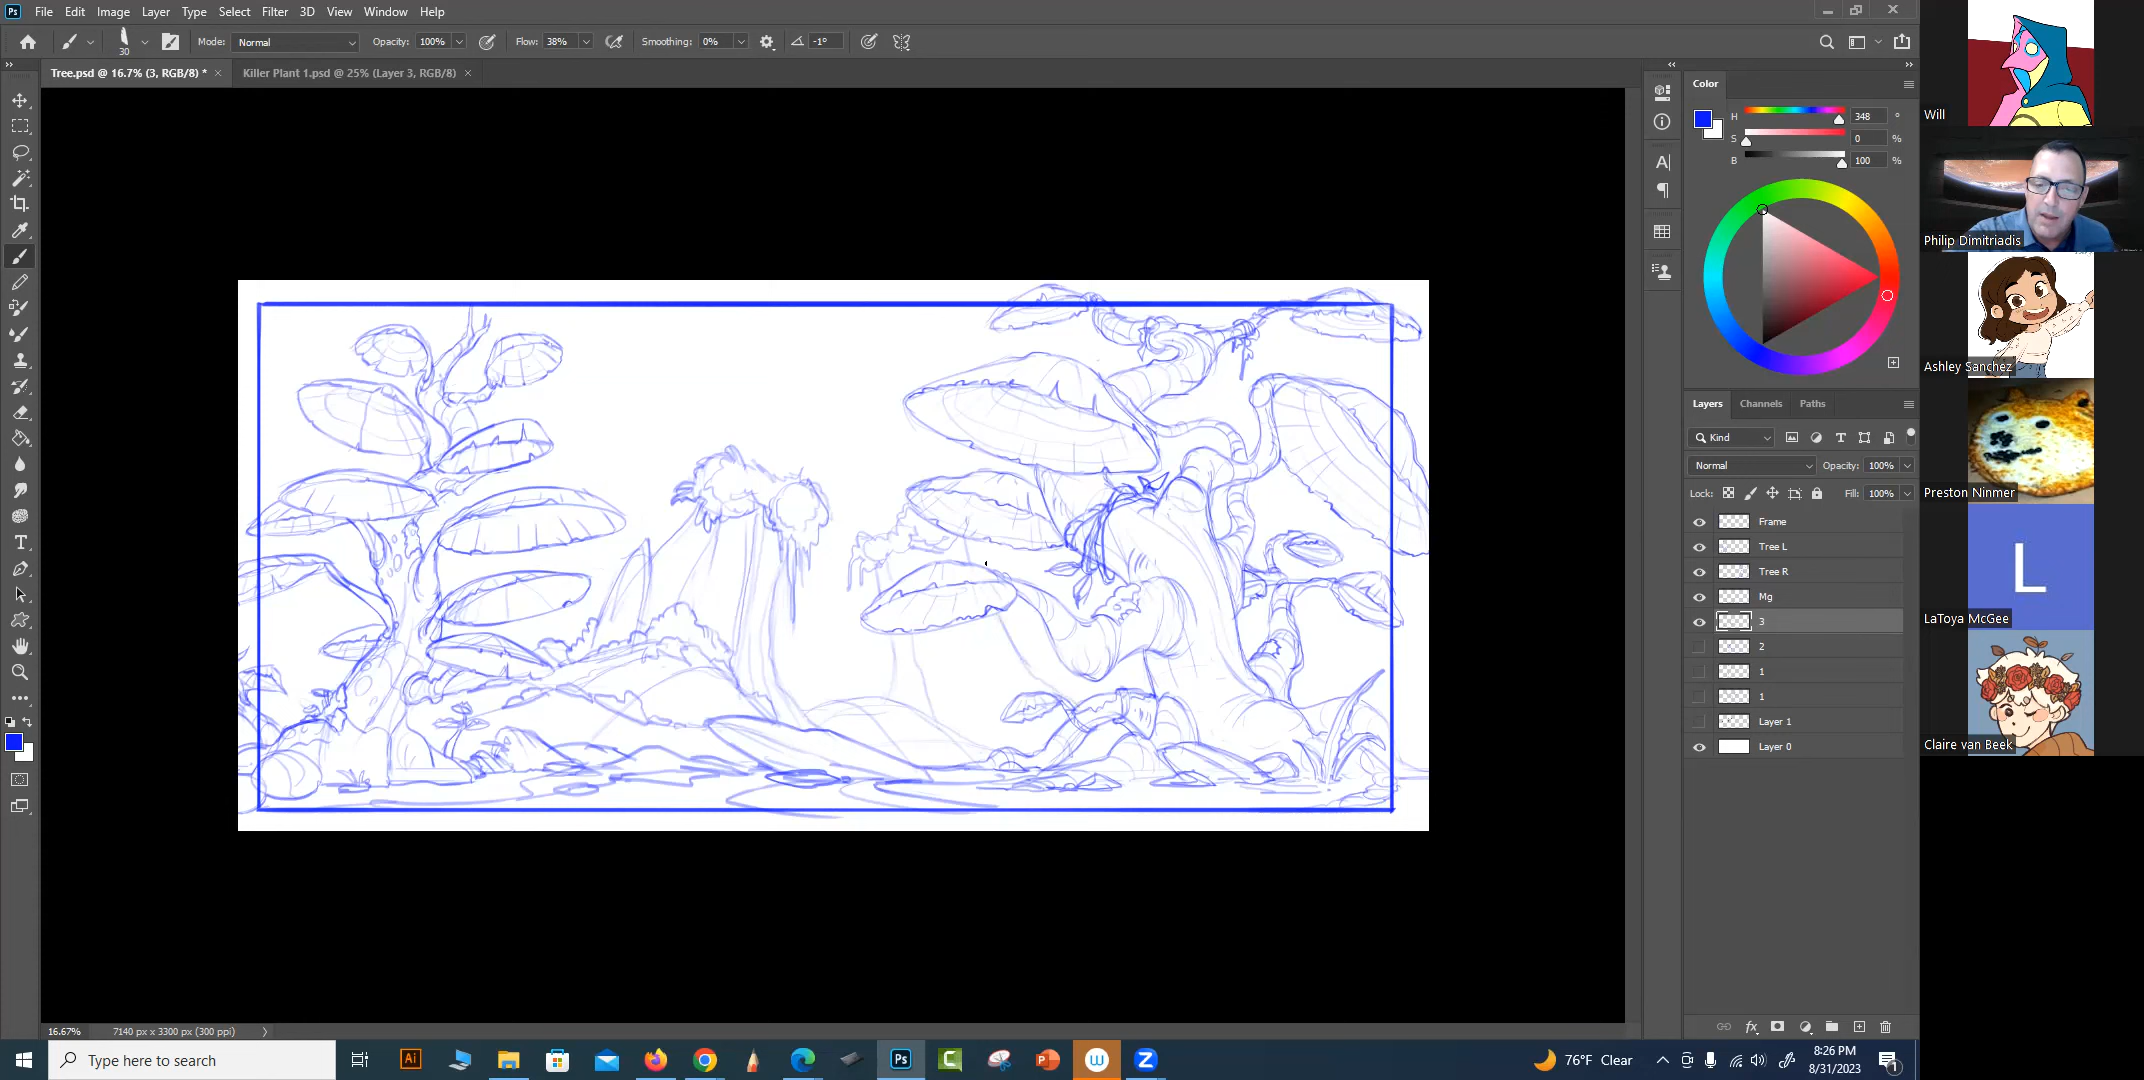 Ps File Edit Image Layer Type Select Filter 3D View Window Help
30 Mode: Normal Opacity: 100% Flow: 38% Smoothing: 0% -1°
Tree.psd @ 16.7% (3, RGB/8) * × Killer Plant 1.psd @ 25% (Layer 3, RGB/8) ×
Color
H 348 °
S 0 %
B 100 %
Layers Channels Paths
Kind
Normal Opacity: 100%
Lock: Fill: 100%
Frame
Tree L
Tree R
Mg
3
2
1
1
Layer 1
Layer 0
Will
Philip Dimitriadis
Ashley Sanchez
Preston Ninmer
L
LaToya McGee
Claire van Beek
16.67% 7140 px x 3300 px (300 ppi)
Type here to search
Ai
Ps
76°F Clear
8:26 PM
8/31/2023
1